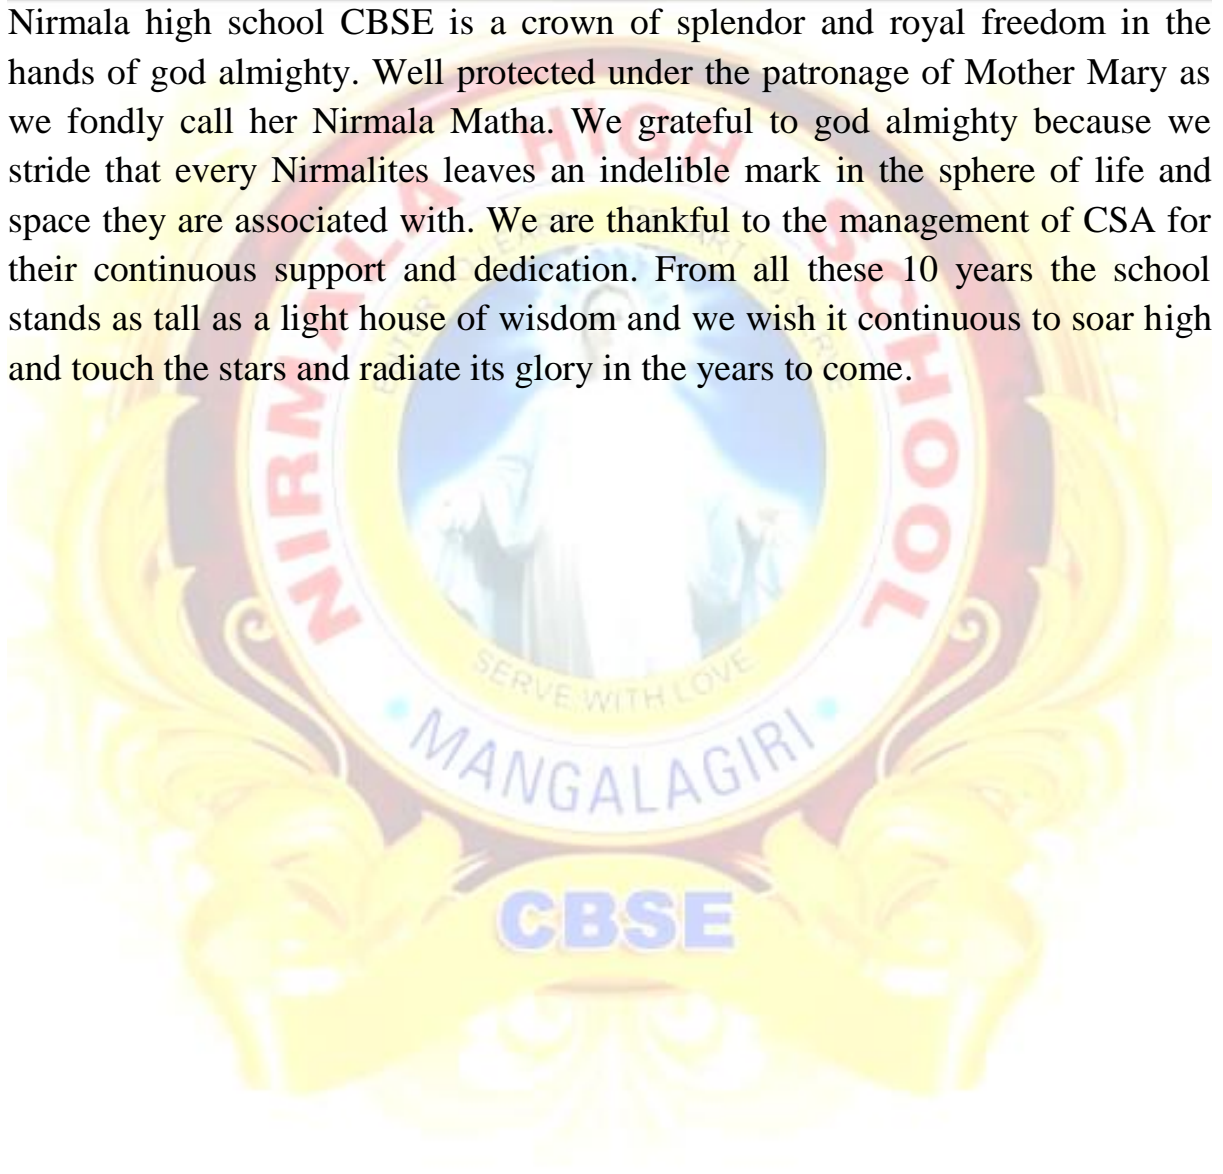 Nirmala high school CBSE is a crown of splendor and royal freedom in the
hands of god almighty. Well protected under the patronage of Mother Mary as
we fondly call her Nirmala Matha. We grateful to god almighty because we
stride that every Nirmalites leaves an indelible mark in the sphere of life and
space they are associated with. We are thankful to the management of CSA for
their continuous support and dedication. From all these 10 years the school
stands as tall as a light house of wisdom and we wish it continuous to soar high
and touch the stars and radiate its glory in the years to come.
NIRMALA HIGH SCHOOL
ENTER TO LEARN DEPART TO SERVE
SERVE WITH LOVE
MANGALAGIRI
CBSE